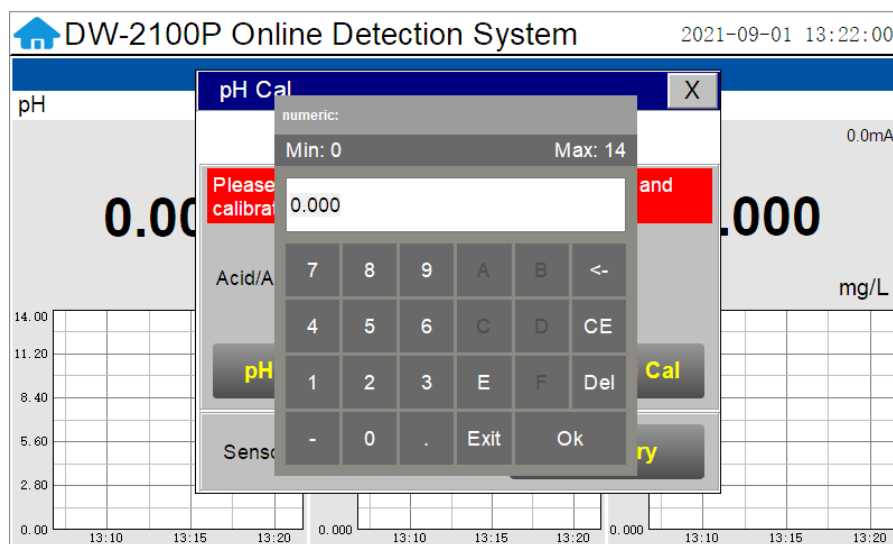 DW-2100P Online Detection System
2021-09-01 13:22:00
pH Cal
X
pH
numeric:
Min: 0
Max: 14
0.0mA
Please
and
0.000
0.00
.000
Acid/A
mg/L
7 8 9 A B <-
4 5 6 C D CE
1 2 3 E F Del
- 0 . Exit Ok
pH
Cal
ry
14.00
11.20
8.40
5.60
2.80
0.00
0.000
0.000
13:10 13:15 13:20
13:10 13:15 13:20
13:10 13:15 13:20